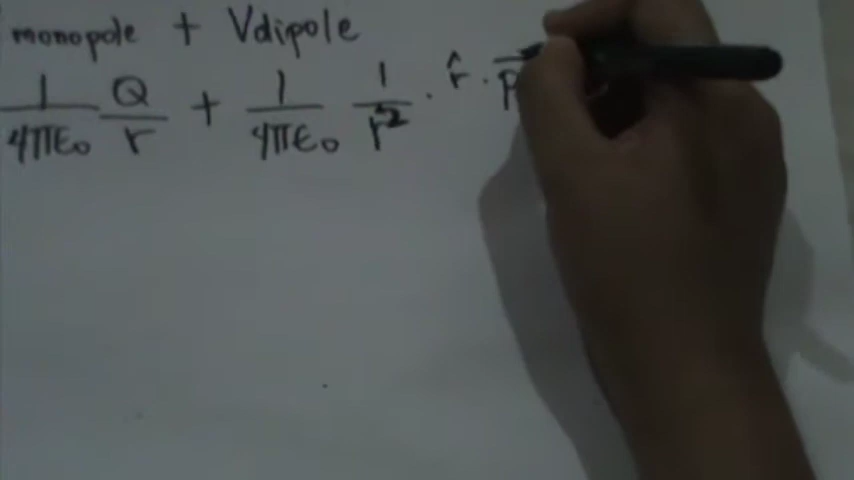 monopole + Vdipole
1/4πε₀ Q/r + 1/4πε₀ 1/r² · r̂ · p⃗